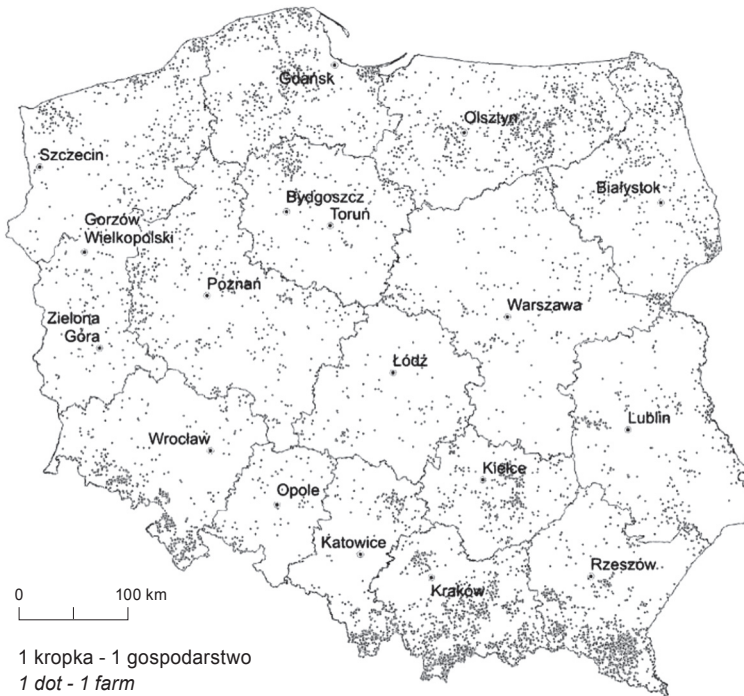 Gdańsk
Olsztyn
Szczecin
Białystok
Bydgoszcz
Toruń
Gorzów
Wielkopolski
Poznań
Warszawa
Zielona
Góra
Łódź
Lublin
Wrocław
Kielce
Opole
Katowice
Rzeszów
Kraków
0 100 km
1 kropka - 1 gospodarstwo
1 dot - 1 farm